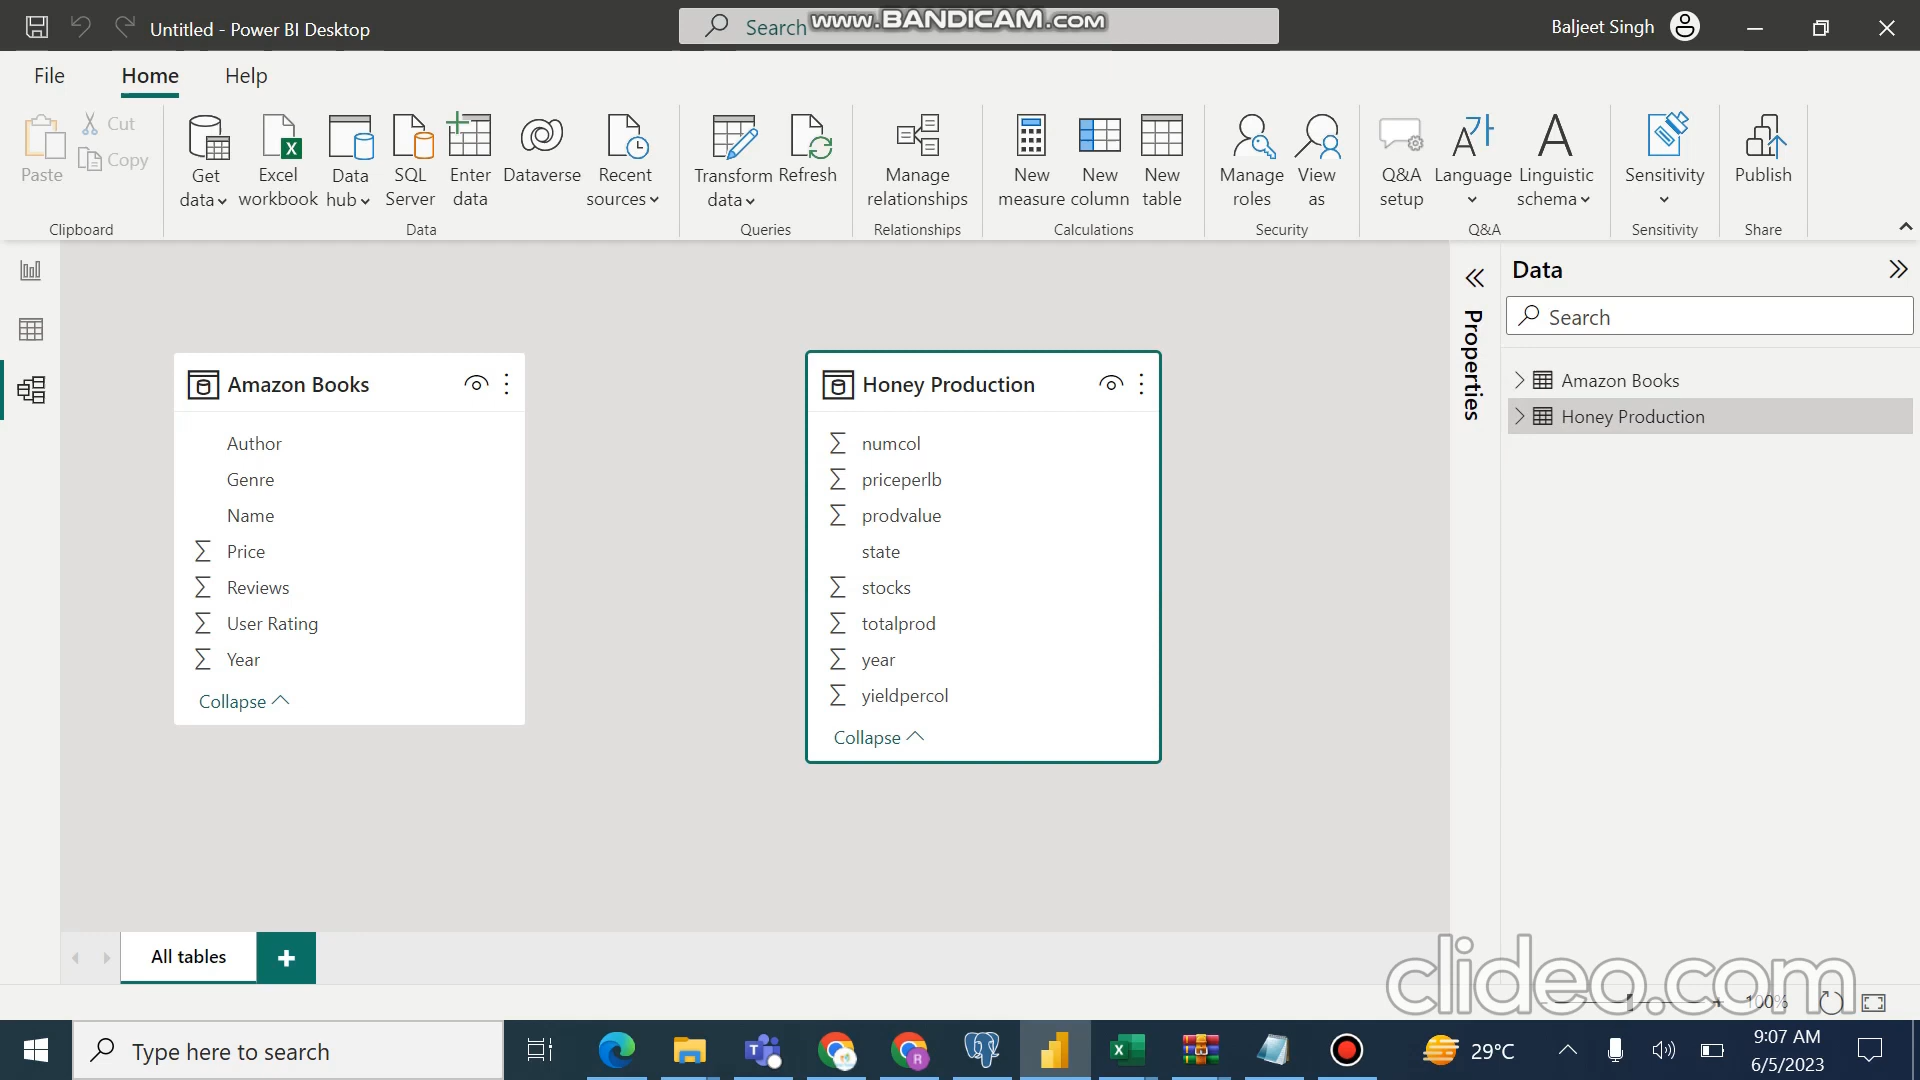 Untitled - Power BI Desktop
Search
www.BANDICAM.com
Baljeet Singh
File
Home
Help
Paste
Cut
Copy
Clipboard
Get data
Excel workbook
Data hub
SQL Server
Enter data
Dataverse
Recent sources
Data
Transform data
Refresh
Queries
Manage relationships
Relationships
New measure
New column
New table
Calculations
Manage roles
View as
Security
Q&A setup
Language
Linguistic schema
Q&A
Sensitivity
Sensitivity
Publish
Share
Amazon Books
Author
Genre
Name
Price
Reviews
User Rating
Year
Collapse
Honey Production
numcol
priceperlb
prodvalue
state
stocks
totalprod
year
yieldpercol
Collapse
Properties
Data
Search
Amazon Books
Honey Production
All tables
clideo.com
100%
Type here to search
29°C
9:07 AM
6/5/2023